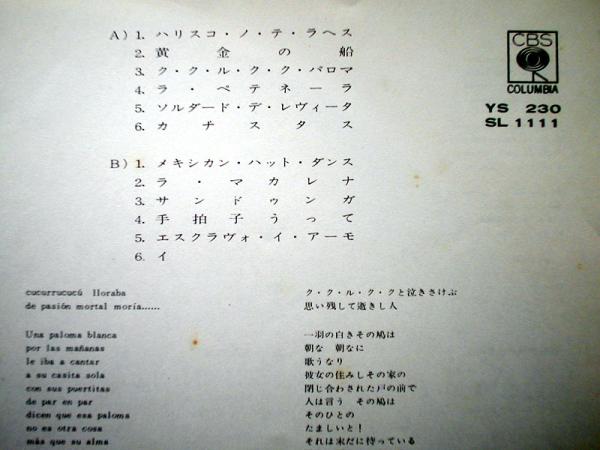 A) 1. ハリスコ・ノ・テ・ラヘス
2. 黄金の船
3. ク・ク・ル・ク・ク・パロマ
4. ラ・ペテネーラ
5. ソルダード・デ・レヴィータ
6. カチスタス
B) 1. メキシカン・ハット・ダンス
2. ラ・マカレナ
3. サンドゥンガ
4. 手拍子うって
5. エスクラヴォ・イ・アーモ
6. イ
CBS
COLUMBIA
YS 230
SL 1111
cucurrucucú lloraba
de pasión mortal moría......
Una paloma blanca
por las mañanas
le iba a cantar
a su casita sola
con sus puertitas
de par en par
dicen que esa paloma
no es otra cosa
más que su alma
ク・ク・ル・ク・クと泣きさけぶ
思い残して逝きし人
一羽の白きその鳩は
朝な 朝なに
歌うなり
彼女の住みしその家の
閉じ合わされた戸の前で
人は言う その鳩は
そのひとの
たましいと!
それは未だに待っている